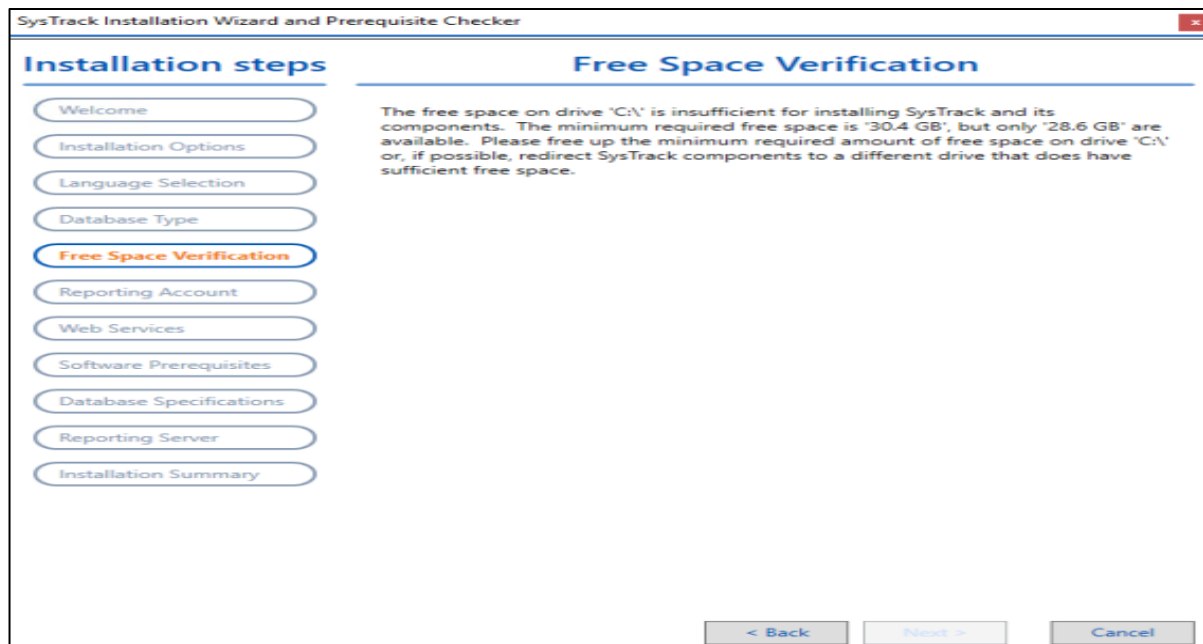 SysTrack Installation Wizard and Prerequisite Checker
x
Installation steps
Free Space Verification
Welcome
Installation Options
Language Selection
Database Type
Free Space Verification
Reporting Account
Web Services
Software Prerequisites
Database Specifications
Reporting Server
Installation Summary
The free space on drive 'C:\' is insufficient for installing SysTrack and its
components.  The minimum required free space is '30.4 GB', but only '28.6 GB' are
available.  Please free up the minimum required amount of free space on drive 'C:\'
or, if possible, redirect SysTrack components to a different drive that does have
sufficient free space.
< Back
Next >
Cancel